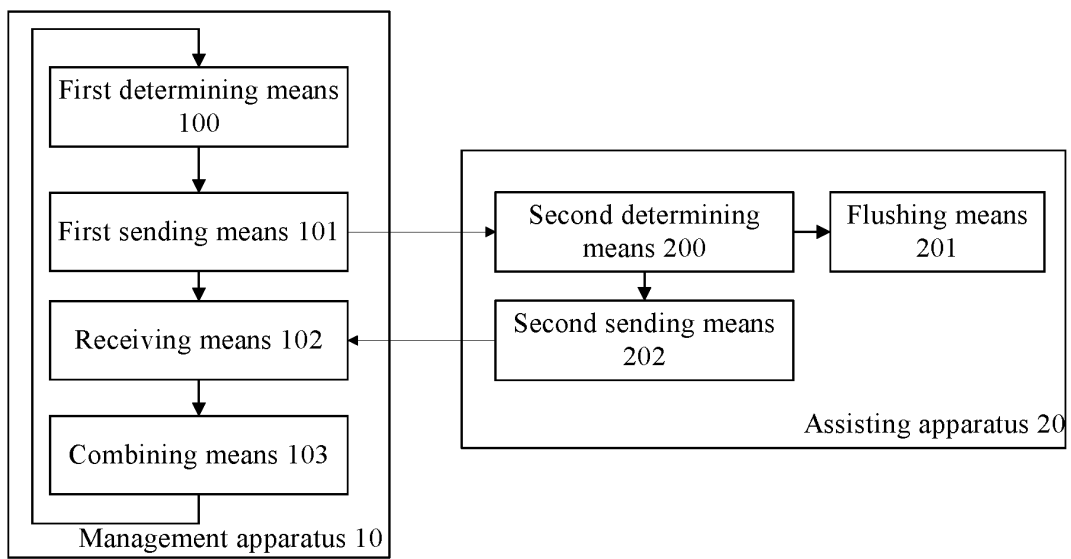 First determining means
100
First sending means 101
Receiving means 102
Combining means 103
Management apparatus 10
Second determining
means 200
Flushing means
201
Second sending means
202
Assisting apparatus 20